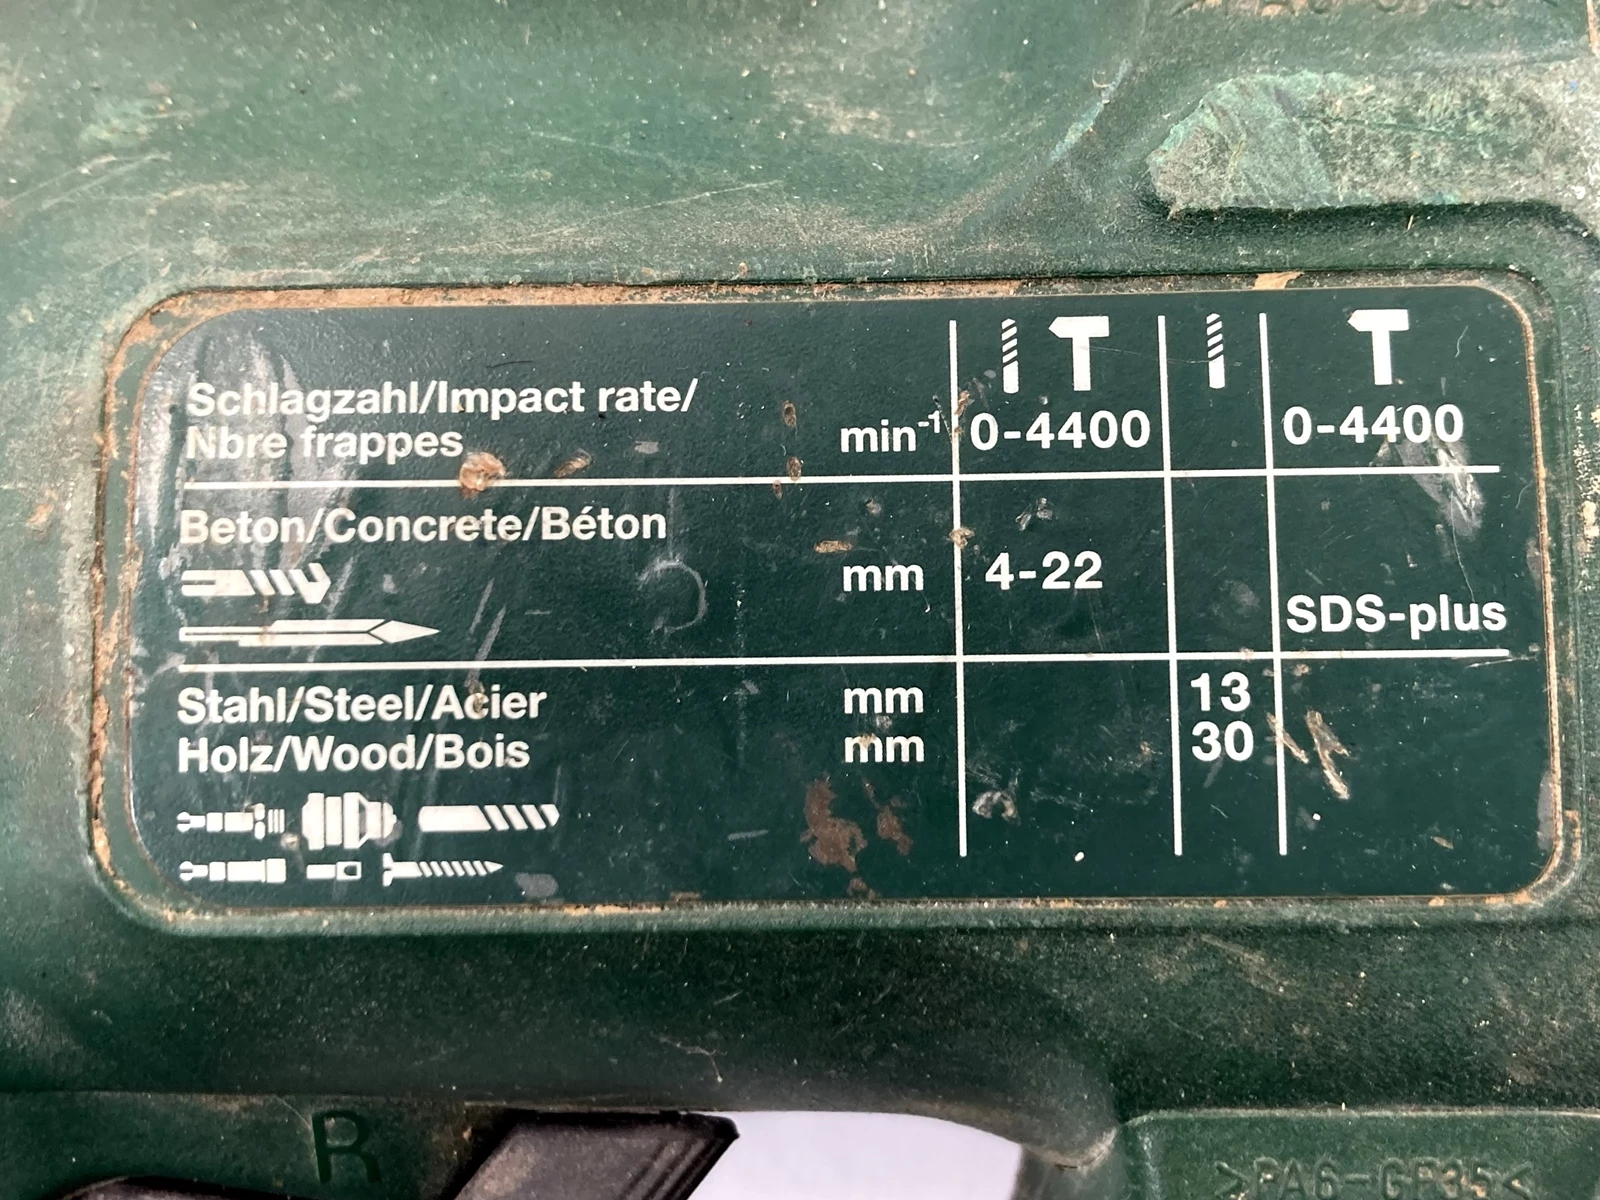 Schlagzahl/Impact rate/
Nbre frappes min⁻¹ 0-4400 0-4400
Beton/Concrete/Béton
mm 4-22
SDS-plus
Stahl/Steel/Acier mm 13
Holz/Wood/Bois mm 30
R
>PA6-GF35<